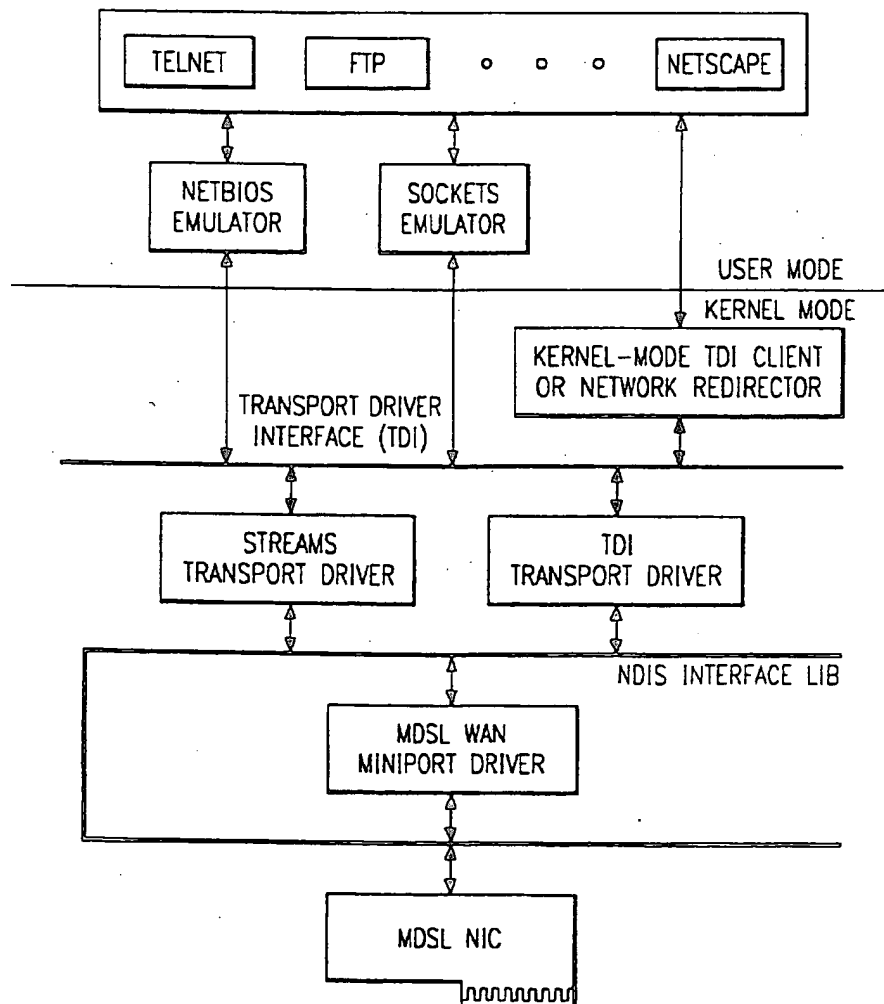 TELNET
FTP
NETSCAPE
NETBIOS
EMULATOR
SOCKETS
EMULATOR
USER MODE
KERNEL MODE
KERNEL-MODE TDI CLIENT
OR NETWORK REDIRECTOR
TRANSPORT DRIVER
INTERFACE (TDI)
STREAMS
TRANSPORT DRIVER
TDI
TRANSPORT DRIVER
NDIS INTERFACE LIB
MDSL WAN
MINIPORT DRIVER
MDSL NIC